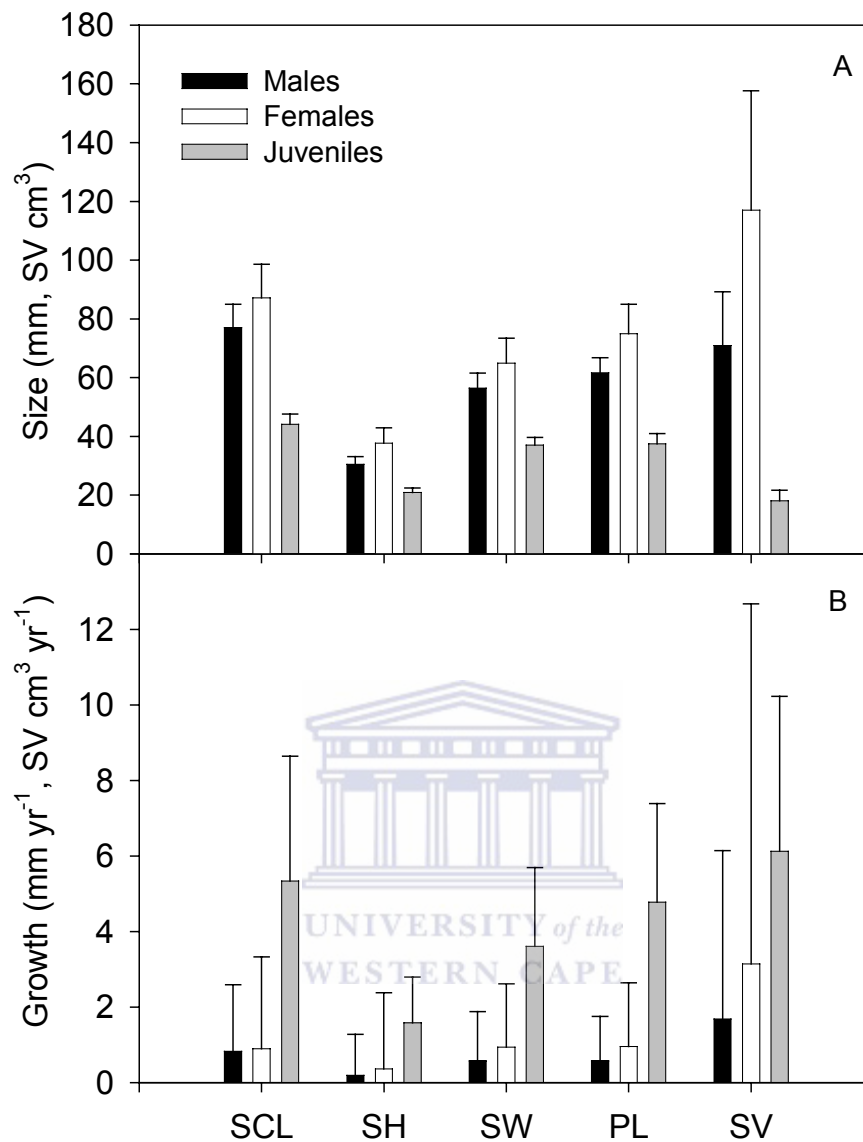 180
160
140
120
100
80
60
40
20
0
Size (mm, SV cm³)
A
Males
Females
Juveniles
12
10
8
6
4
2
0
Growth (mm yr⁻¹, SV cm³ yr⁻¹)
B
UNIVERSITY of the
WESTERN CAPE
SCL SH SW PL SV